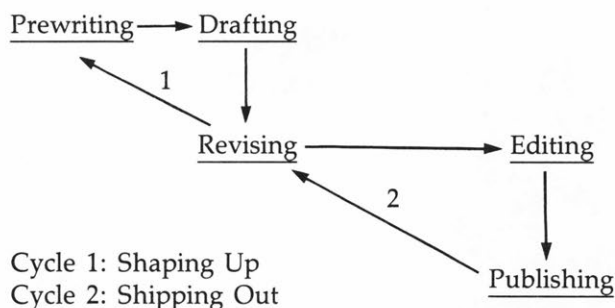 Prewriting Drafting
1
Revising Editing
2
Cycle 1: Shaping Up
Cycle 2: Shipping Out
Publishing